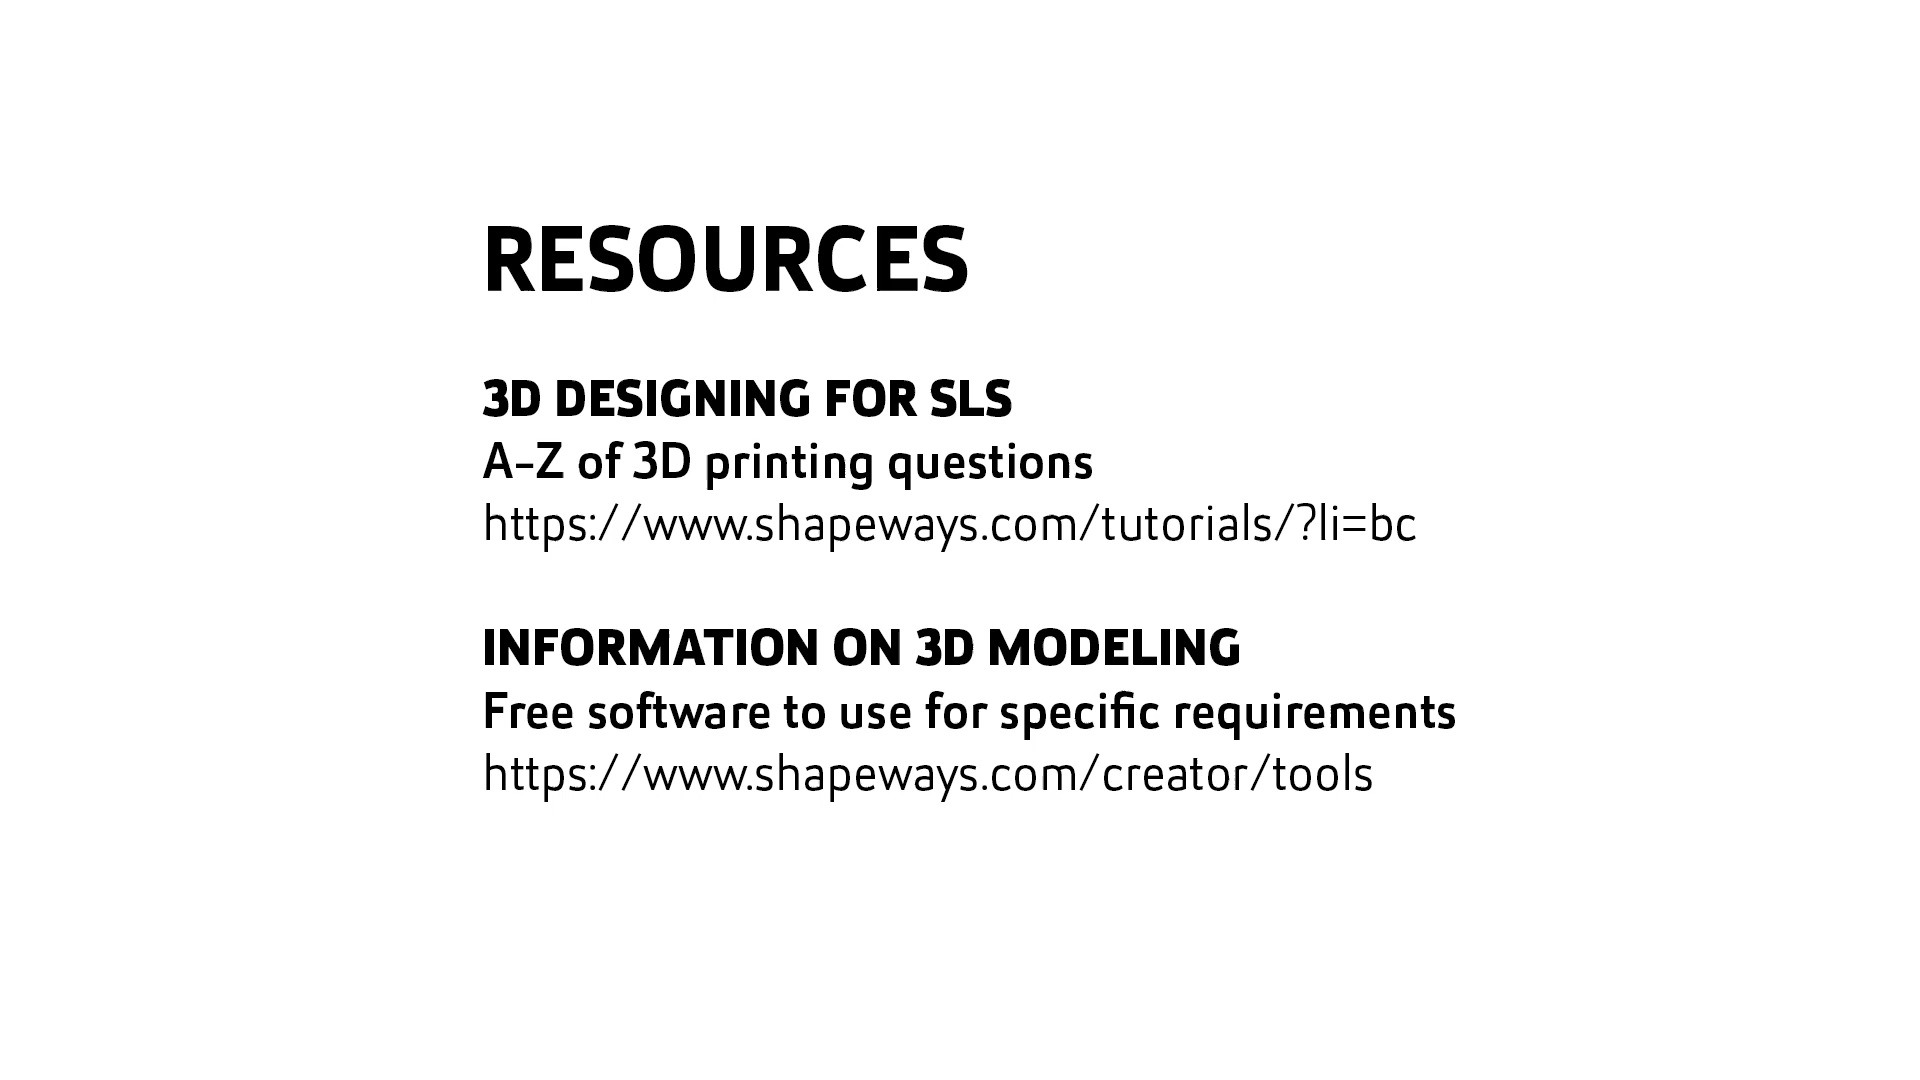 RESOURCES
3D DESIGNING FOR SLS
A-Z of 3D printing questions
https://www.shapeways.com/tutorials/?li=bc
INFORMATION ON 3D MODELING
Free software to use for specific requirements
https://www.shapeways.com/creator/tools